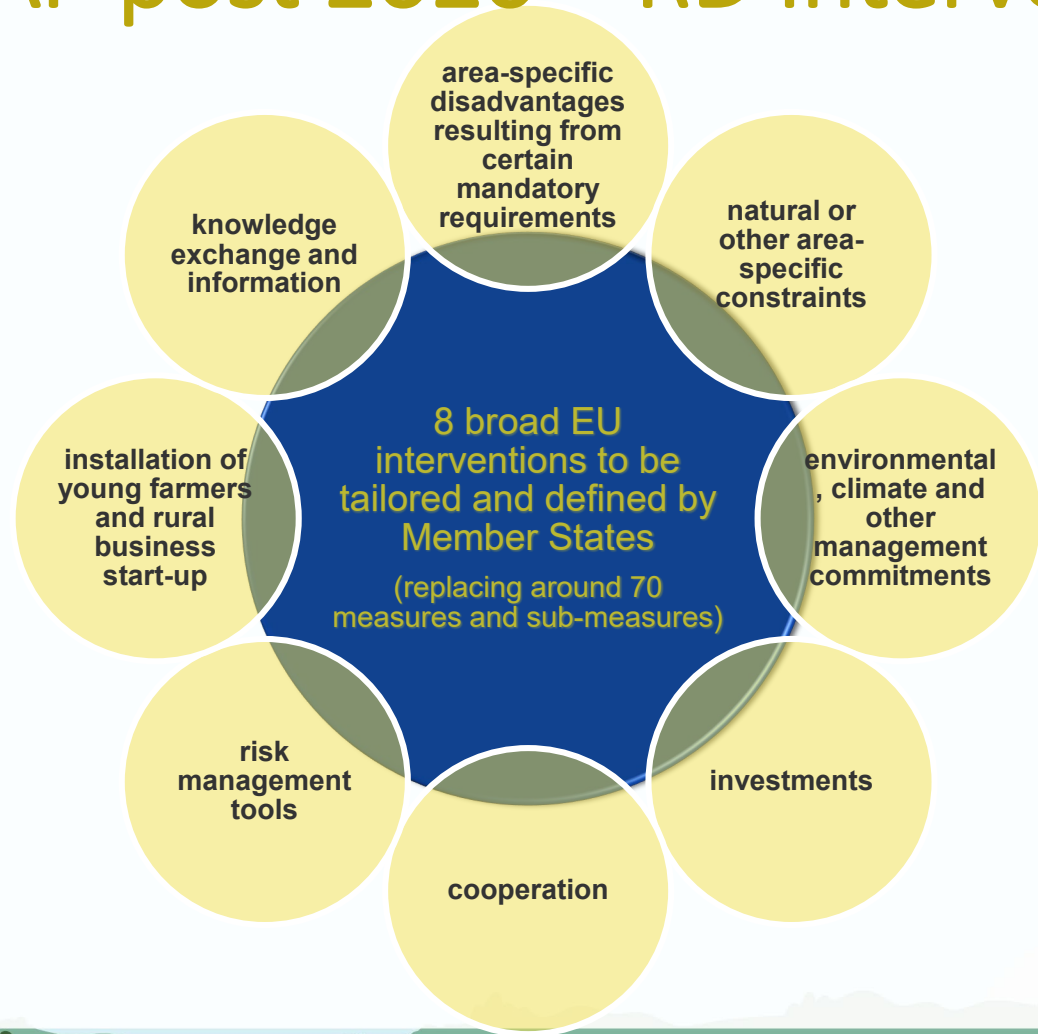 post 2020 – RD
area-specific
disadvantages
resulting from
certain
mandatory
requirements
natural or
other area-
specific
constraints
environmental
, climate and
other
management
commitments
investments
cooperation
risk
management
tools
installation of
young farmers
and rural
business
start-up
knowledge
exchange and
information
8 broad EU
interventions to be
tailored and defined by
Member States
(replacing around 70
measures and sub-measures)